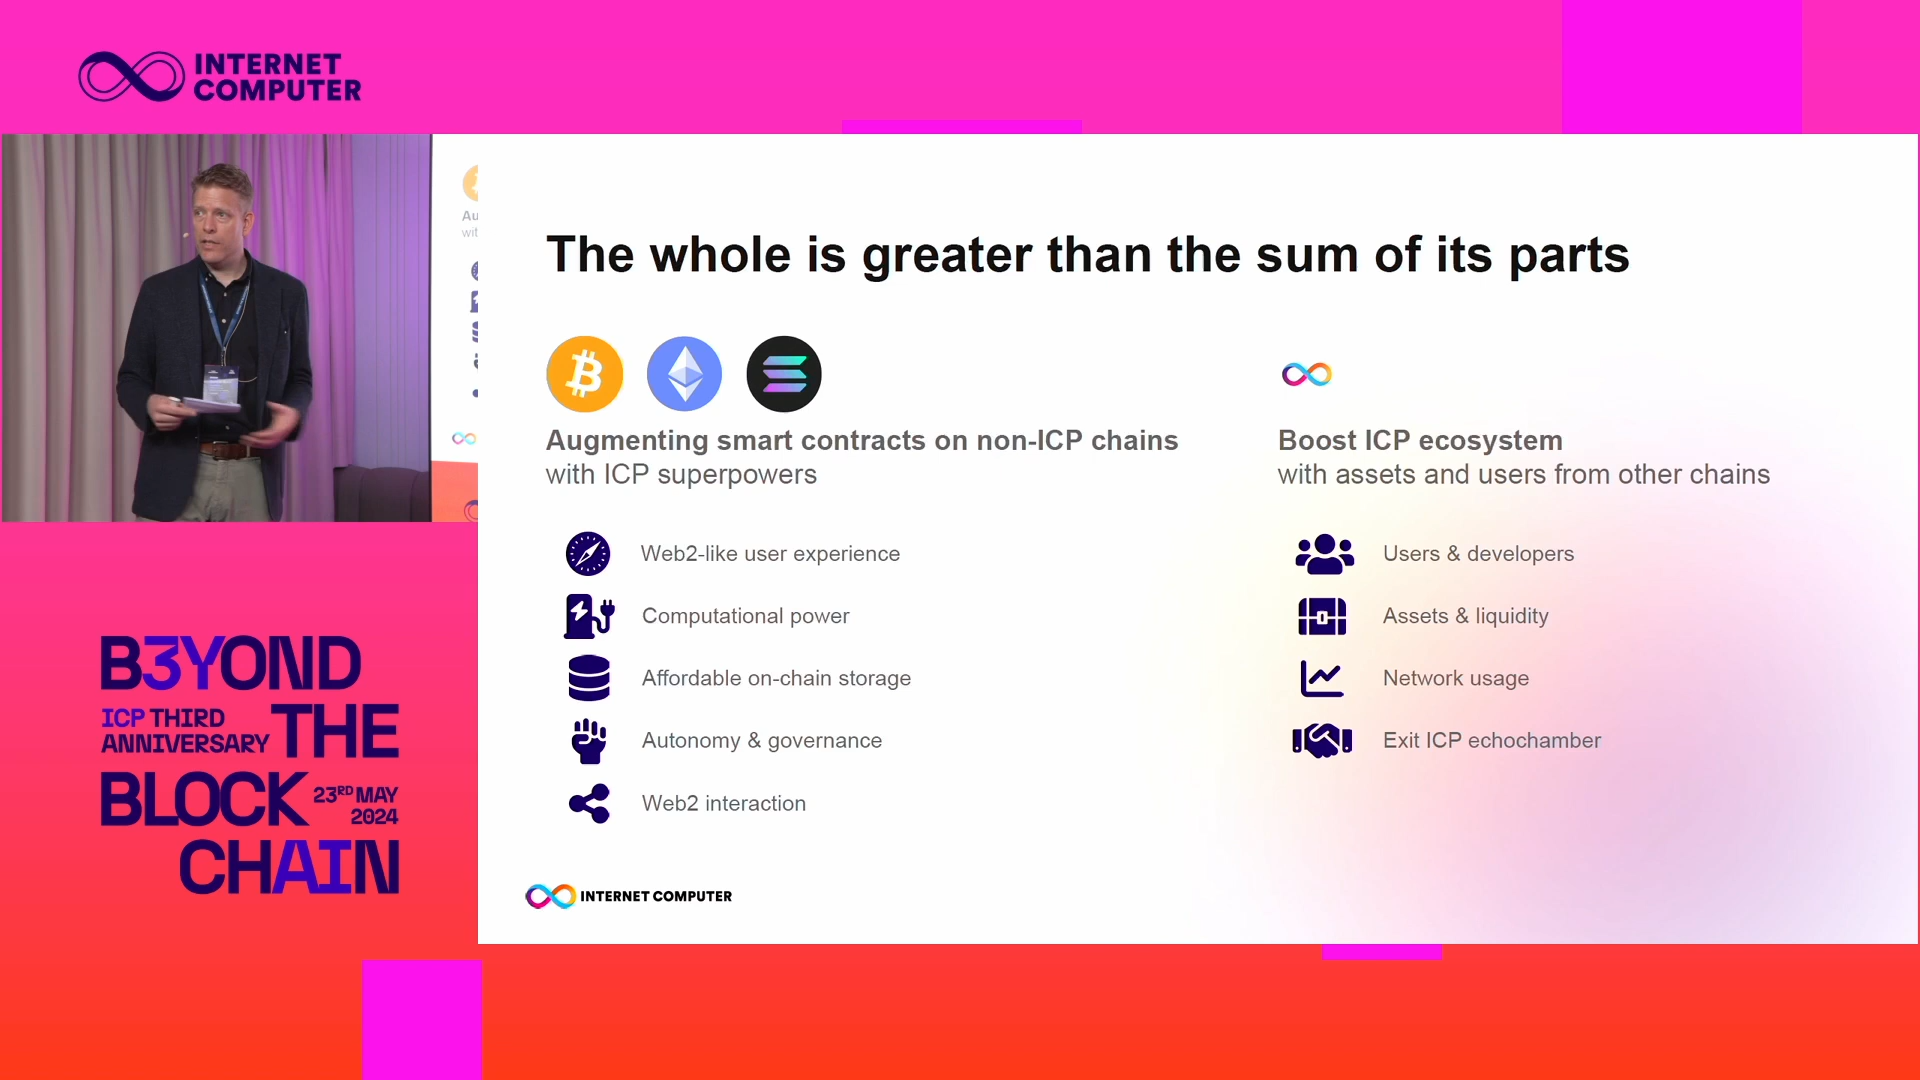 INTERNET
COMPUTER
Au
wit
The whole is greater than the sum of its parts
Augmenting smart contracts on non-ICP chains
with ICP superpowers
Web2-like user experience
Computational power
Affordable on-chain storage
Autonomy & governance
Web2 interaction
Boost ICP ecosystem
with assets and users from other chains
Users & developers
Assets & liquidity
Network usage
Exit ICP echochamber
INTERNET COMPUTER
B3YOND
ICP THIRD
ANNIVERSARY
THE
BLOCK
23RD MAY
2024
CHAIN